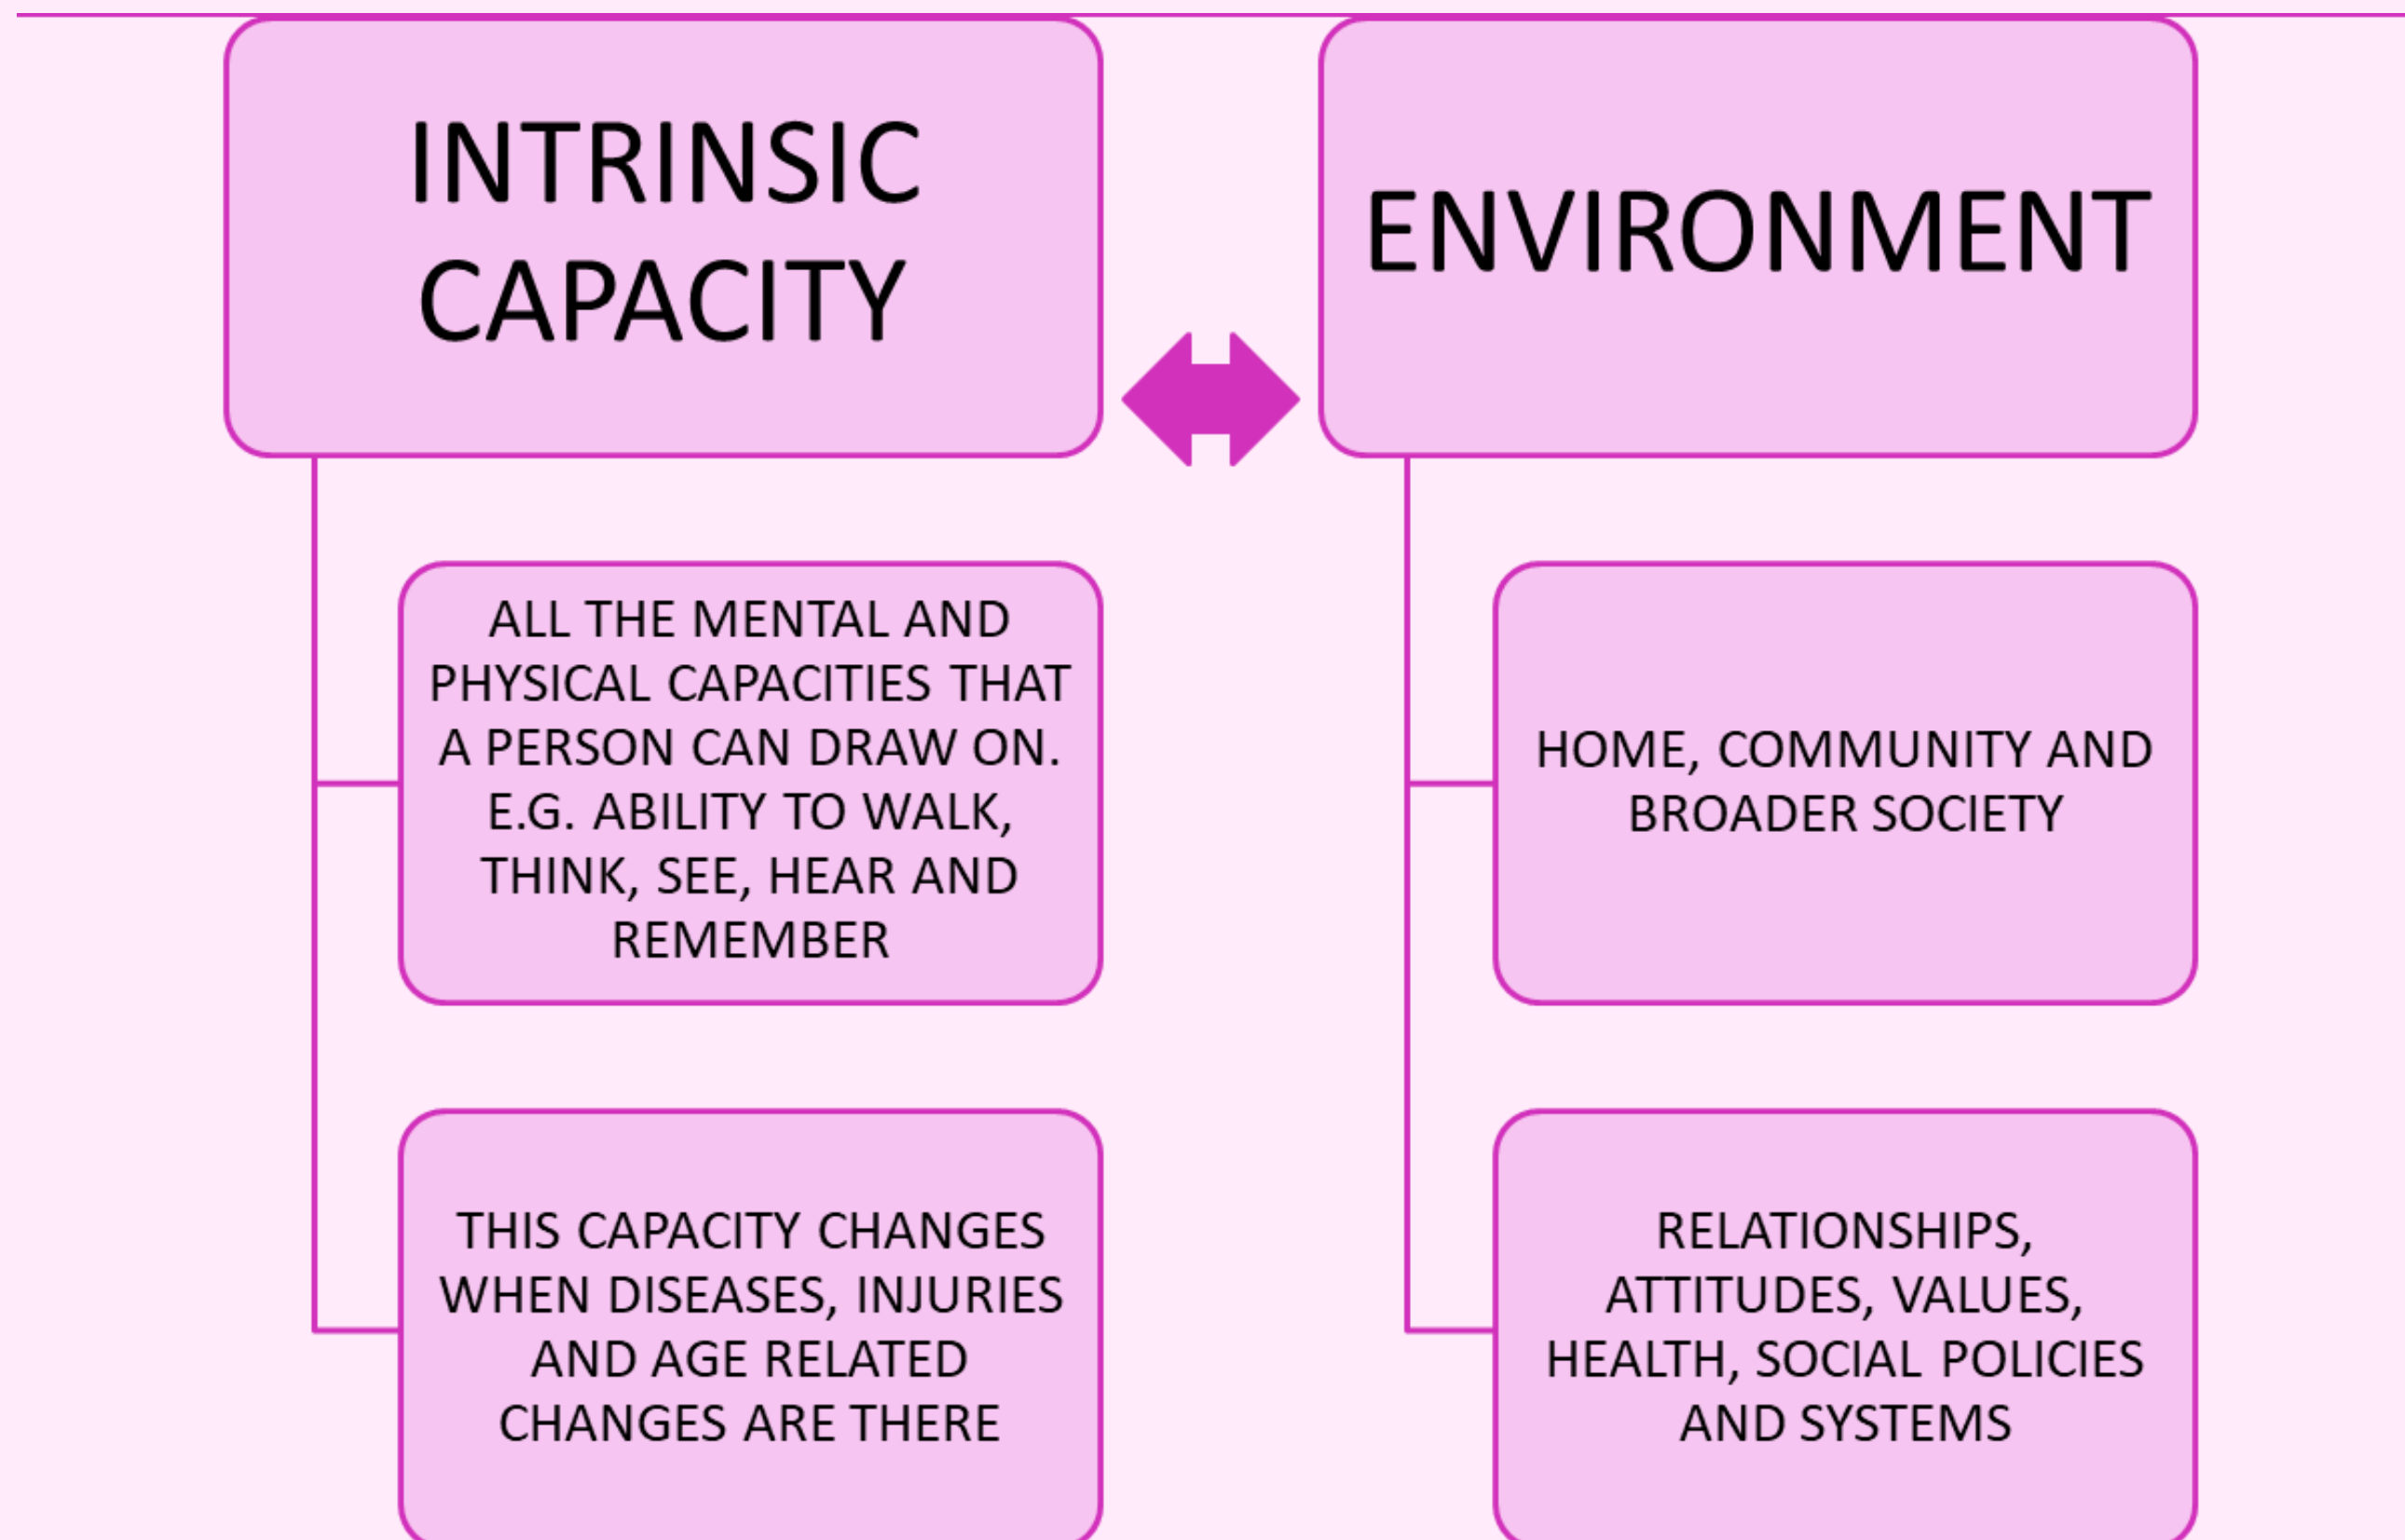 INTRINSIC
CAPACITY
ALL THE MENTAL AND
PHYSICAL CAPACITIES THAT
A PERSON CAN DRAW ON.
E.G. ABILITY TO WALK,
THINK, SEE, HEAR AND
REMEMBER
THIS CAPACITY CHANGES
WHEN DISEASES, INJURIES
AND AGE RELATED
CHANGES ARE THERE
ENVIRONMENT
HOME, COMMUNITY AND
BROADER SOCIETY
RELATIONSHIPS,
ATTITUDES, VALUES,
HEALTH, SOCIAL POLICIES
AND SYSTEMS